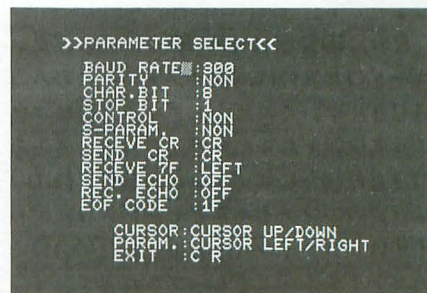 >>PARAMETER SELECT<<
BAUD RATE :300
PARITY :NON
CHAR.BIT :8
STOP BIT :1
CONTROL :NON
S-PARAM. :NON
RECEVE CR :CR
SEND CR :CR
RECEVE 7F :LEFT
SEND ECHO :OFF
REC. ECHO :OFF
EOF CODE :1F
CURSOR:CURSOR UP/DOWN
PARAM.:CURSOR LEFT/RIGHT
EXIT :C R